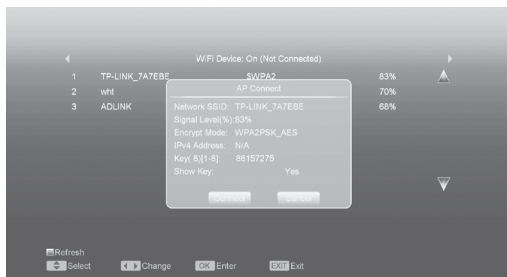 WiFi Device: On (Not Connected)
1 TP-LINK_7A7EBE $WPA2 83%
2 wht 70%
3 ADLINK 68%
AP Connect
Network SSID: TP-LINK_7A7EBE
Signal Level(%):83%
Encrypt Mode: WPA2PSK_AES
IPv4 Address: N/A
Key( 8)[1-8]: 86157275
Show Key: Yes
Connect Cancel
Refresh
Select Change OK Enter EXIT Exit